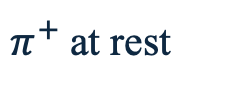 π⁺ at rest